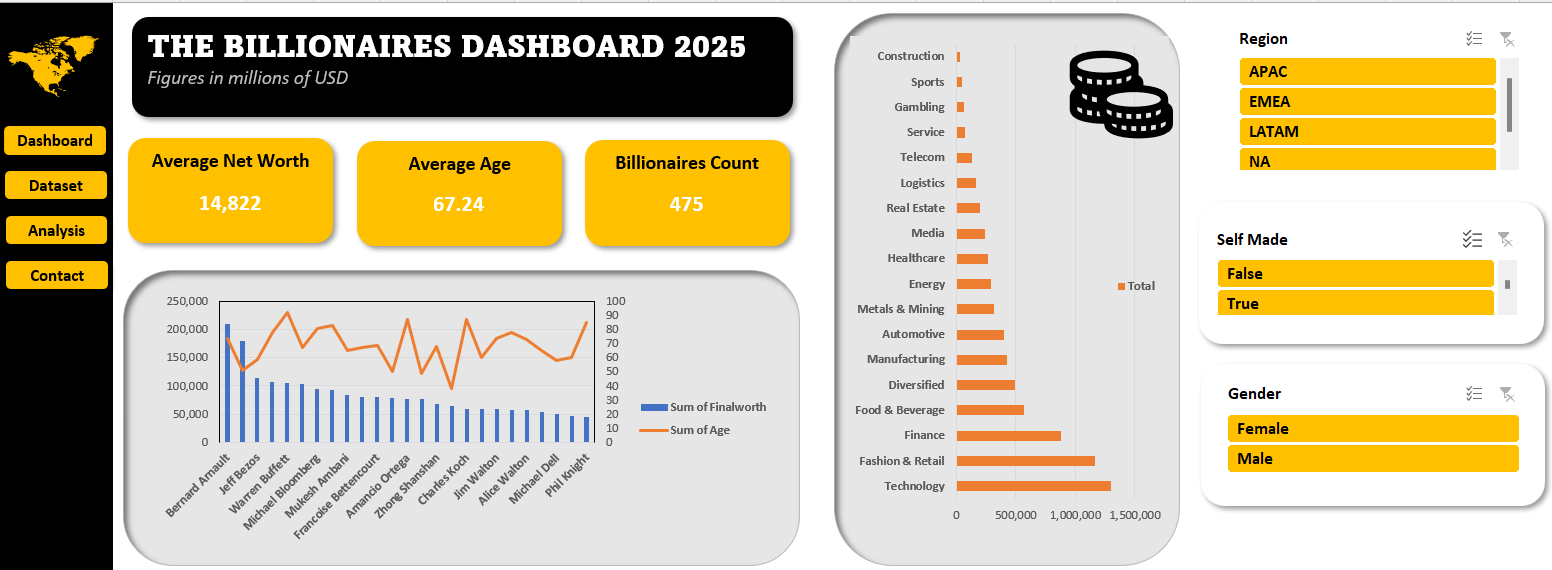 THE BILLIONAIRES DASHBOARD 2025
Figures in millions of USD
Dashboard
Dataset
Analysis
Contact
Average Net Worth
14,822
Average Age
67.24
Billionaires Count
475
250,000
200,000
150,000
100,000
50,000
0
100
90
80
70
60
50
40
30
20
10
0
Bernard Arnault
Jeff Bezos
Warren Buffett
Michael Bloomberg
Mukesh Ambani
Francoise Bettencourt
Amancio Ortega
Zhong Shanshan
Charles Koch
Jim Walton
Alice Walton
Michael Dell
Phil Knight
Sum of Finalworth
Sum of Age
Construction
Sports
Gambling
Service
Telecom
Logistics
Real Estate
Media
Healthcare
Energy
Metals & Mining
Automotive
Manufacturing
Diversified
Food & Beverage
Finance
Fashion & Retail
Technology
0
500,000
1,000,000
1,500,000
Total
Region
APAC
EMEA
LATAM
NA
Self Made
False
True
Gender
Female
Male